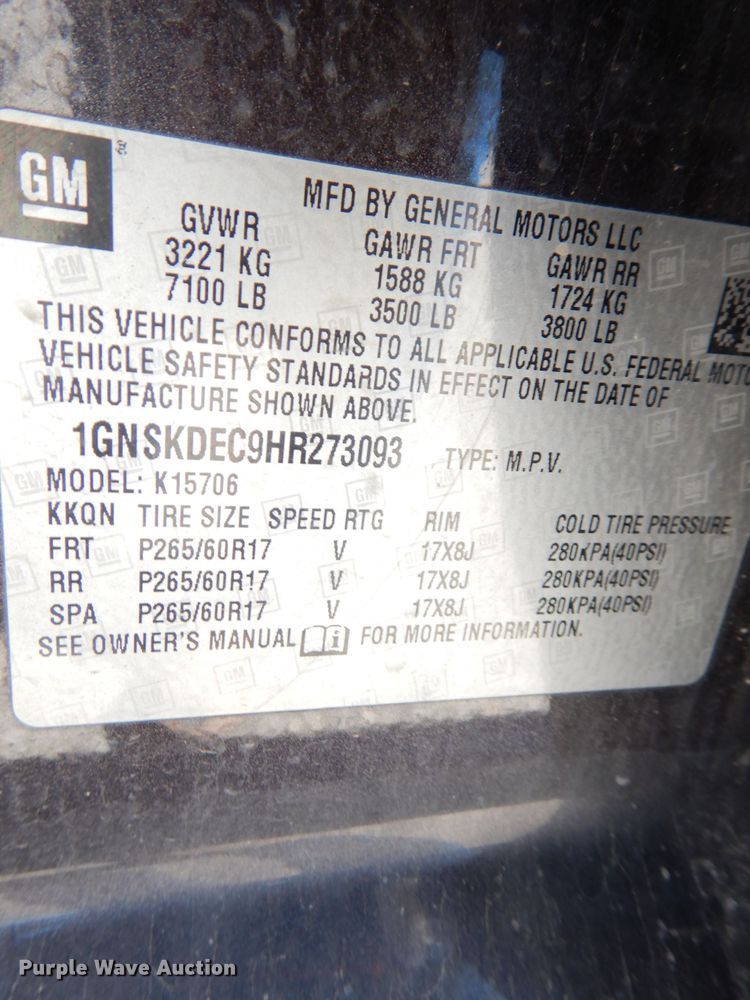 GM
MFD BY GENERAL MOTORS LLC
GVWR GAWR FRT GAWR RR
3221 KG 1588 KG 1724 KG
7100 LB 3500 LB 3800 LB
THIS VEHICLE CONFORMS TO ALL APPLICABLE U.S. FEDERAL MOTO
VEHICLE SAFETY STANDARDS IN EFFECT ON THE DATE OF
MANUFACTURE SHOWN ABOVE.
1GNSKDEC9HR273093 TYPE: M.P.V.
MODEL: K15706
KKQN TIRE SIZE SPEED RTG RIM COLD TIRE PRESSURE
FRT P265/60R17 V 17X8J 280KPA(40PSI)
RR P265/60R17 V 17X8J 280KPA(40PSI)
SPA P265/60R17 V 17X8J 280KPA(40PSI)
SEE OWNER'S MANUAL i FOR MORE INFORMATION.
Purple Wave Auction